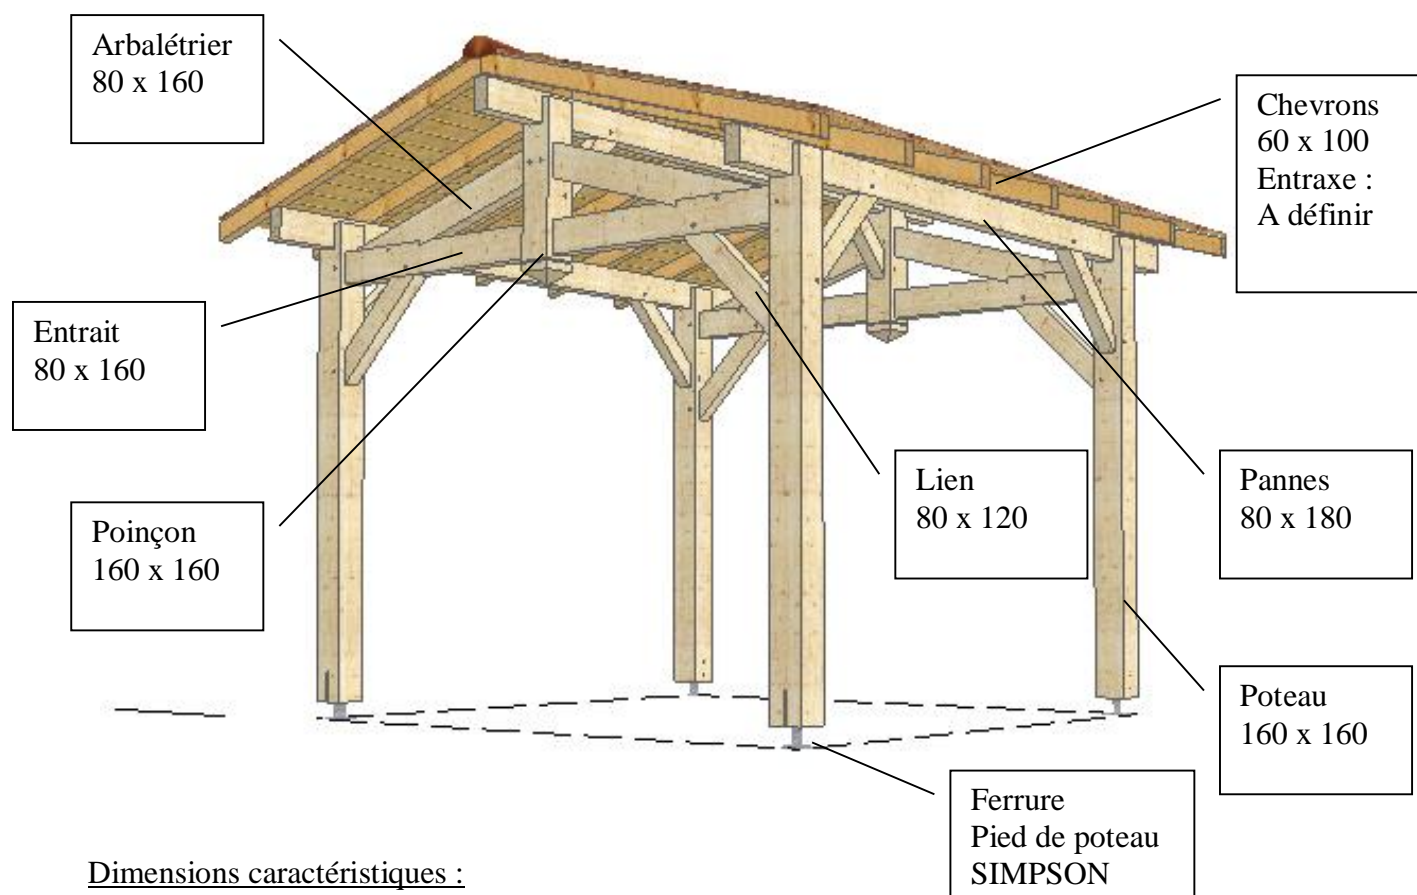 Arbalétrier
80 x 160
Chevrons
60 x 100
Entraxe :
A définir
Entrait
80 x 160
Lien
80 x 120
Pannes
80 x 180
Poinçon
160 x 160
Poteau
160 x 160
Ferrure
Pied de poteau
SIMPSON
Dimensions caractéristiques :